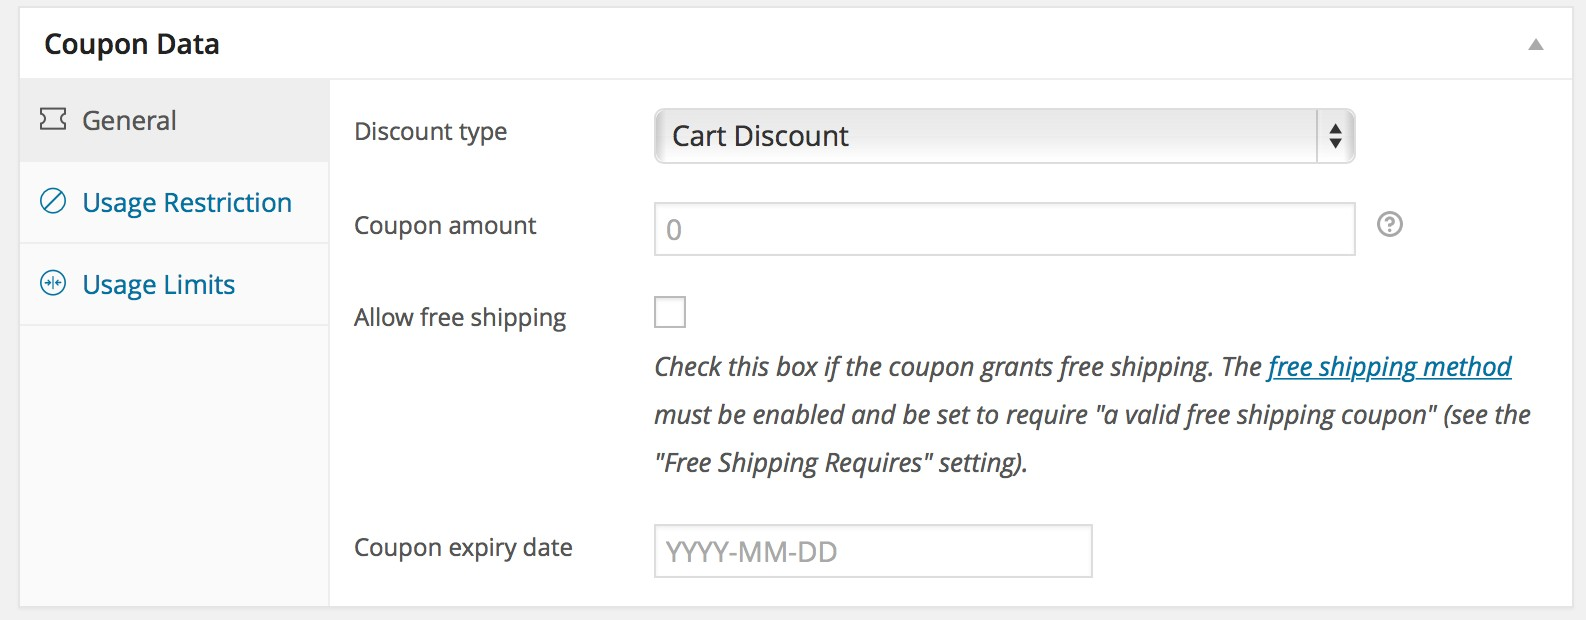 Coupon Data
General
Usage Restriction
Usage Limits
Discount type
Cart Discount
Coupon amount
0
?
Allow free shipping
Check this box if the coupon grants free shipping. The free shipping method
must be enabled and be set to require "a valid free shipping coupon" (see the
"Free Shipping Requires" setting).
Coupon expiry date
YYYY-MM-DD